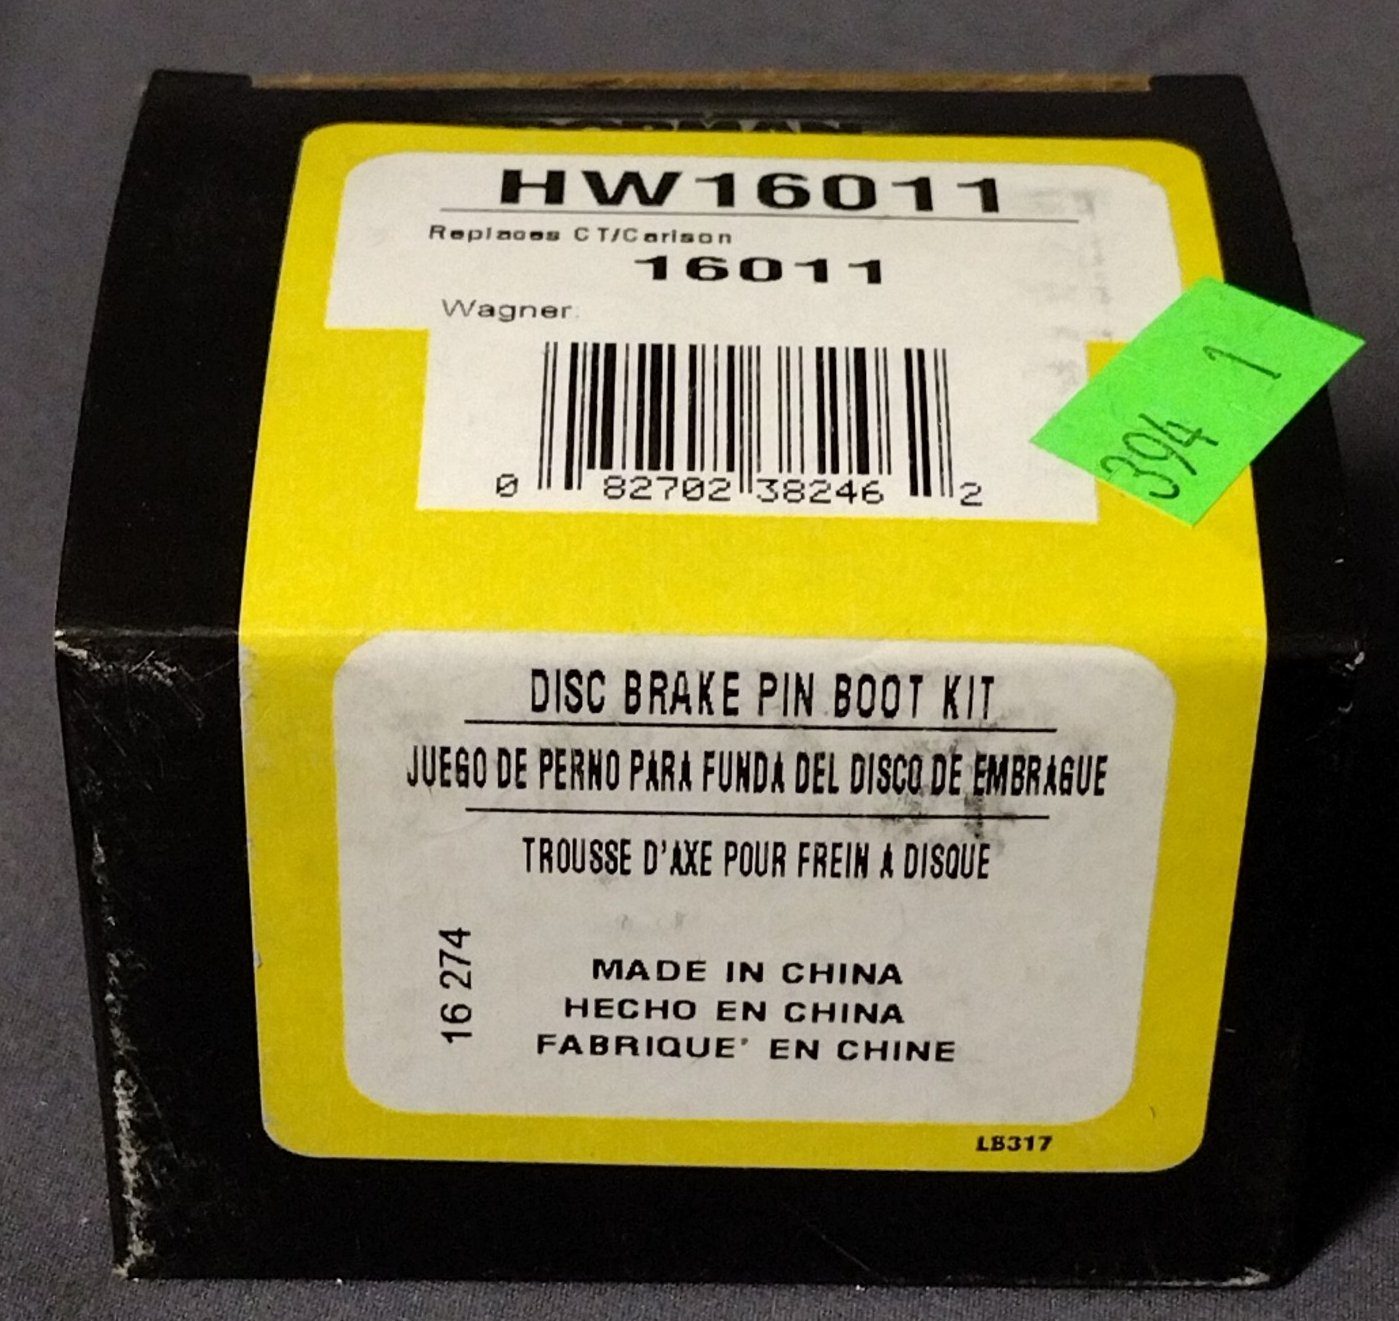 HW16011
Replaces CT/Carlson
16011
Wagner:
0 82702 38246 2
394 1
DISC BRAKE PIN BOOT KIT
JUEGO DE PERNO PARA FUNDA DEL DISCO DE EMBRAGUE
TROUSSE D'AXE POUR FREIN A DISQUE
16 274
MADE IN CHINA
HECHO EN CHINA
FABRIQUE' EN CHINE
LB317